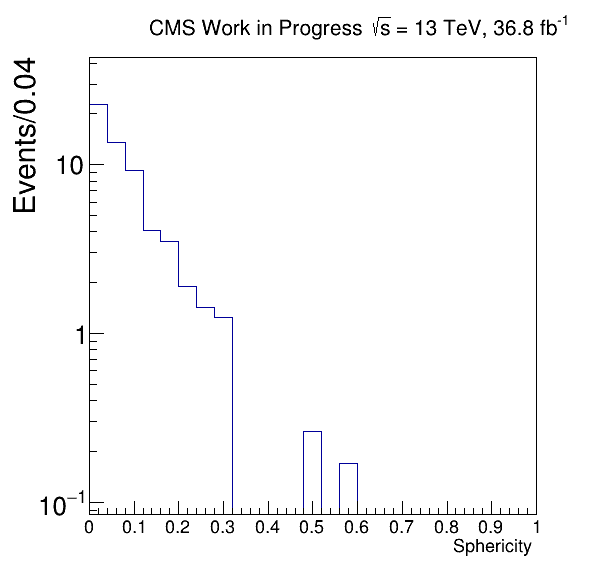 CMS Work in Progress √s = 13 TeV, 36.8 fb⁻¹
Events/0.04
10
1
10⁻¹
0 0.1 0.2 0.3 0.4 0.5 0.6 0.7 0.8 0.9 1
Sphericity